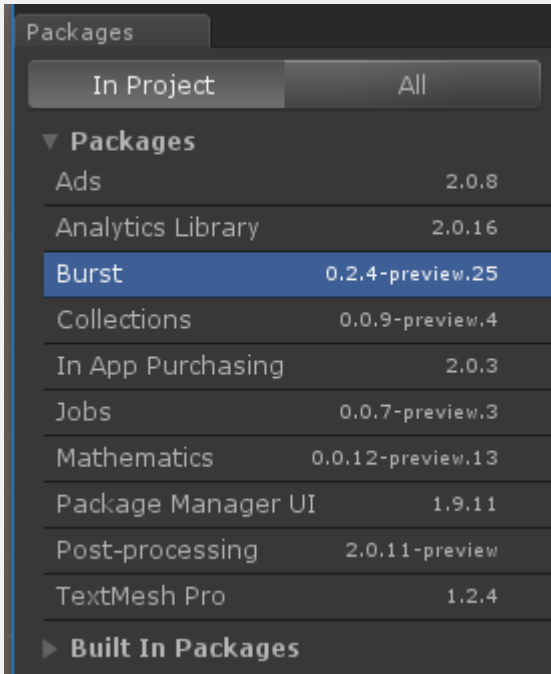 Packages
In Project All
Packages
Ads 2.0.8
Analytics Library 2.0.16
Burst 0.2.4-preview.25
Collections 0.0.9-preview.4
In App Purchasing 2.0.3
Jobs 0.0.7-preview.3
Mathematics 0.0.12-preview.13
Package Manager UI 1.9.11
Post-processing 2.0.11-preview
TextMesh Pro 1.2.4
Built In Packages